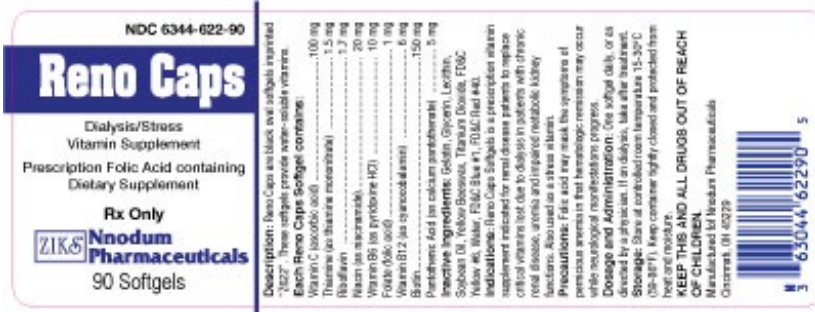 NDC 6344-622-90
Reno Caps
Dialysis/Stress
Vitamin Supplement
Prescription Folic Acid containing
Dietary Supplement
Rx Only
ZIKS Nnodum
Pharmaceuticals
90 Softgels
Description: Reno Caps are black oval softgels imprinted
"Z622". These softgels provide water-soluble vitamins.
Each Reno Caps Softgel contains:
Vitamin C (ascorbic acid) 100 mg
Thiamine (as thiamine mononitrate) 1.5 mg
Riboflavin 1.7 mg
Niacin (as niacinamide) 20 mg
Vitamin B6 (as pyridoxine HCl) 10 mg
Folate (folic acid) 1 mg
Vitamin B12 (as cyanocobalamin) 6 mg
Biotin 150 mg
Pantothenic Acid (as calcium pantothenate) 5 mg
Inactive Ingredients: Gelatin, Glycerin, Lecithin,
Soybean Oil, Yellow Beeswax, Titanium Dioxide, FD&C
Yellow #6, Water, FD&C Blue #1, FD&C Red #40.
Indications: Reno Caps Softgels is a prescription vitamin
supplement indicated for renal disease patients to replace
critical vitamins lost due to dialysis in patients with chronic
renal disease, uremia and impaired metabolic kidney
functions. Also used as a stress vitamin.
Precautions: Folic acid may mask the symptoms of
pernicious anemia in that hematologic remission may occur
while neurological manifestations progress.
Dosage and Administration: One softgel daily, or as
directed by a physician. If on dialysis, take after treatment.
Storage: Store at controlled room temperature 15-30°C
(59-86°F). Keep container tightly closed and protected from
heat and moisture.
KEEP THIS AND ALL DRUGS OUT OF REACH
OF CHILDREN.
Manufactured for Nnodum Pharmaceuticals
Cincinnati, OH 45229
N
3 63044 62290 5